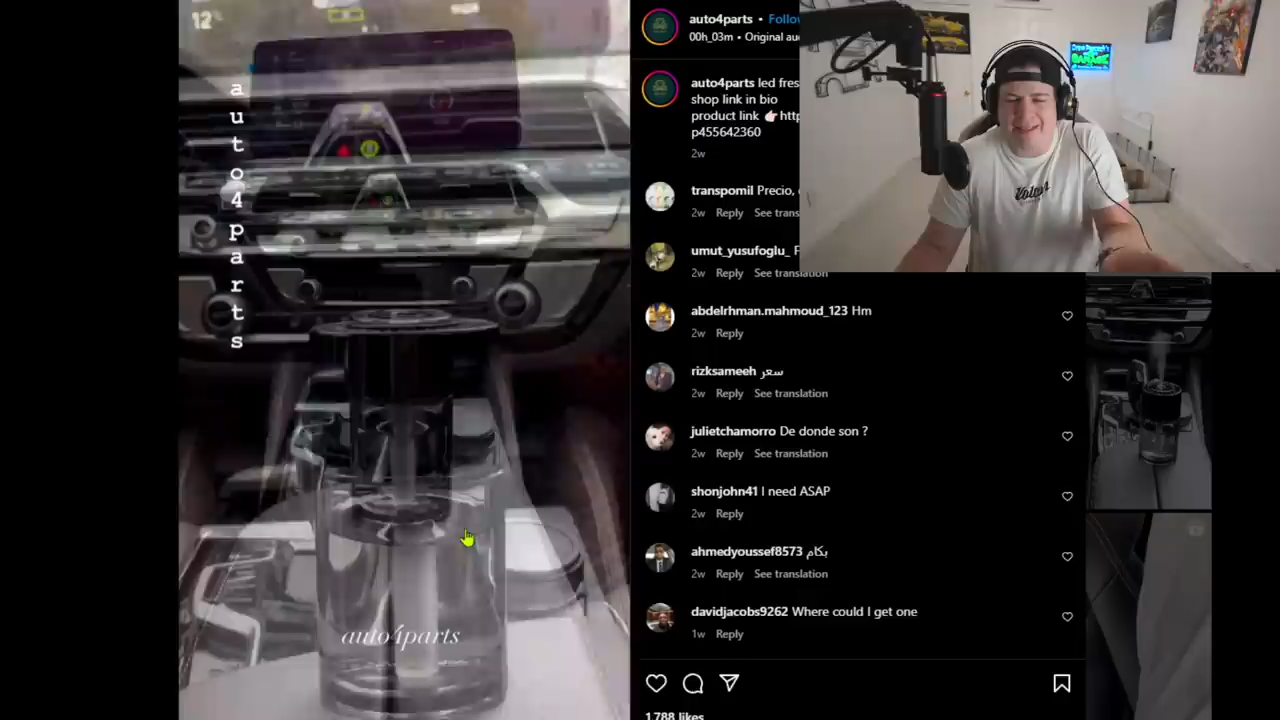 12
auto4parts
auto4parts
auto4parts • Follo
00h_03m • Original au
auto4parts led fres
shop link in bio
product link 👉🏻 http
p455642360
2w
transpomil Precio,
2w Reply See trans
umut_yusufoglu_ F
2w Reply See translation
abdelrhman.mahmoud_123 Hm
2w Reply
rizksameeh سعر
2w Reply See translation
julietchamorro De donde son ?
2w Reply See translation
shonjohn41 I need ASAP
2w Reply
ahmedyoussef8573 بكام
2w Reply See translation
davidjacobs9262 Where could I get one
1w Reply
1,788 likes